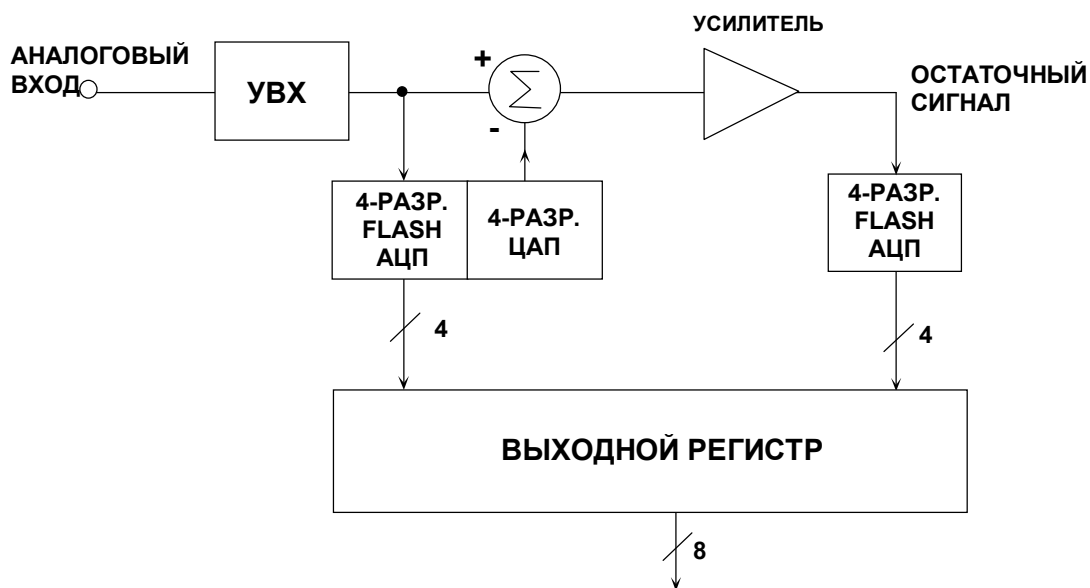 УСИЛИТЕЛЬ
АНАЛОГОВЫЙ
ВХОД
УВХ
+
Σ
-
ОСТАТОЧНЫЙ
СИГНАЛ
4-РАЗР.
FLASH
АЦП
4-РАЗР.
ЦАП
4-РАЗР.
FLASH
АЦП
4
4
ВЫХОДНОЙ РЕГИСТР
8